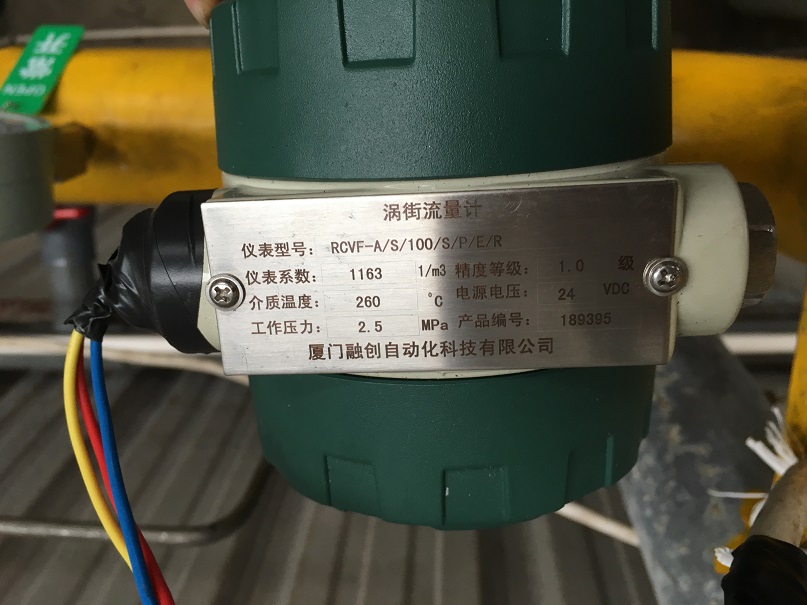 常开
OPEN
涡街流量计
仪表型号: RCVF-A/S/100/S/P/E/R
仪表系数: 1163 1/m3 精度等级: 1.0 级
介质温度: 260 ℃ 电源电压: 24 VDC
工作压力: 2.5 MPa 产品编号: 189395
厦门融创自动化科技有限公司